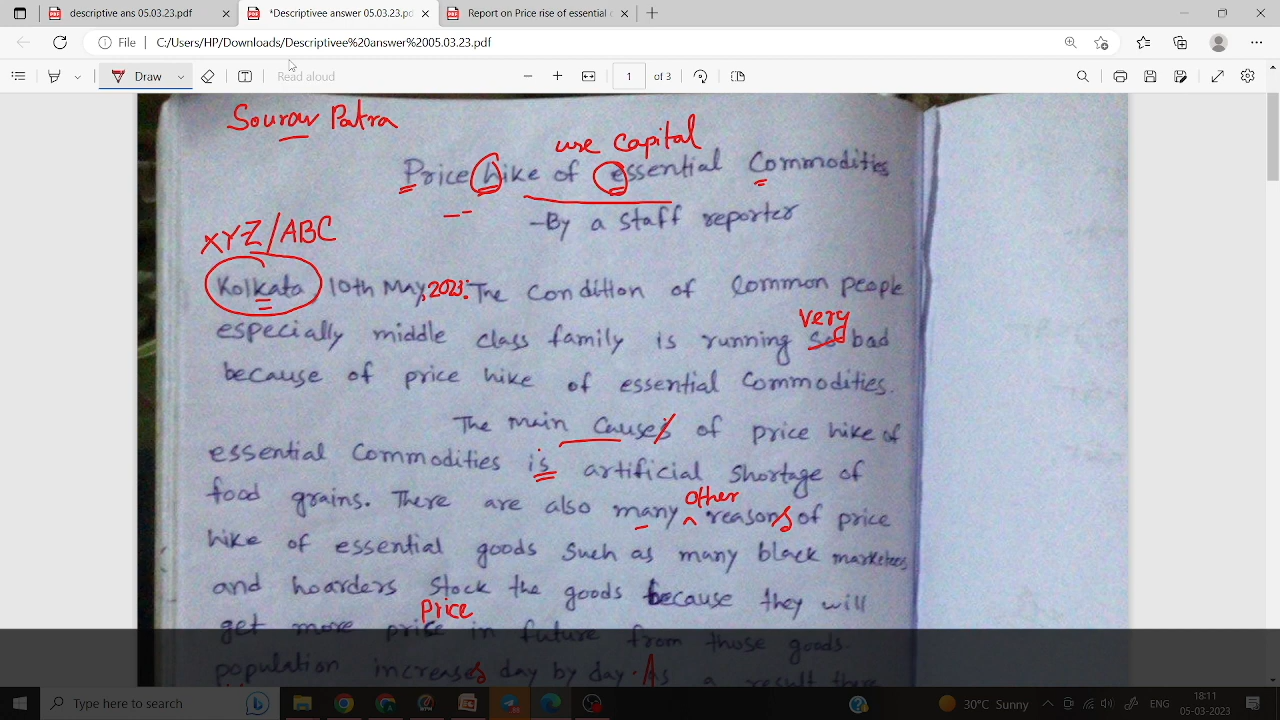 descriptive ans 05.03.23.pdf
*Descriptivee answer 05.03.23.pd
Report on Price rise of essential c
File
C:/Users/HP/Downloads/Descriptivee%20answer%2005.03.23.pdf
Draw
Read aloud
1
of 3
Sourav Patra
use Capital
Price hike of essential Commodities
-By a staff reporter
XYZ/ABC
Kolkata 10th May, 2023: The Condition of Common people
very
especially middle class family is running so bad
because of price hike of essential Commodities.
The main Causes of price hike of
essential Commodities is artificial Shortage of
other
food grains. There are also many reasons of price
hike of essential goods Such as many black marketees
and hoarders Stock the goods because they will
Price
get more price in future from those goods.
population increases day by day. As a result there
Type here to search
30°C Sunny
ENG
18:11
05-03-2023